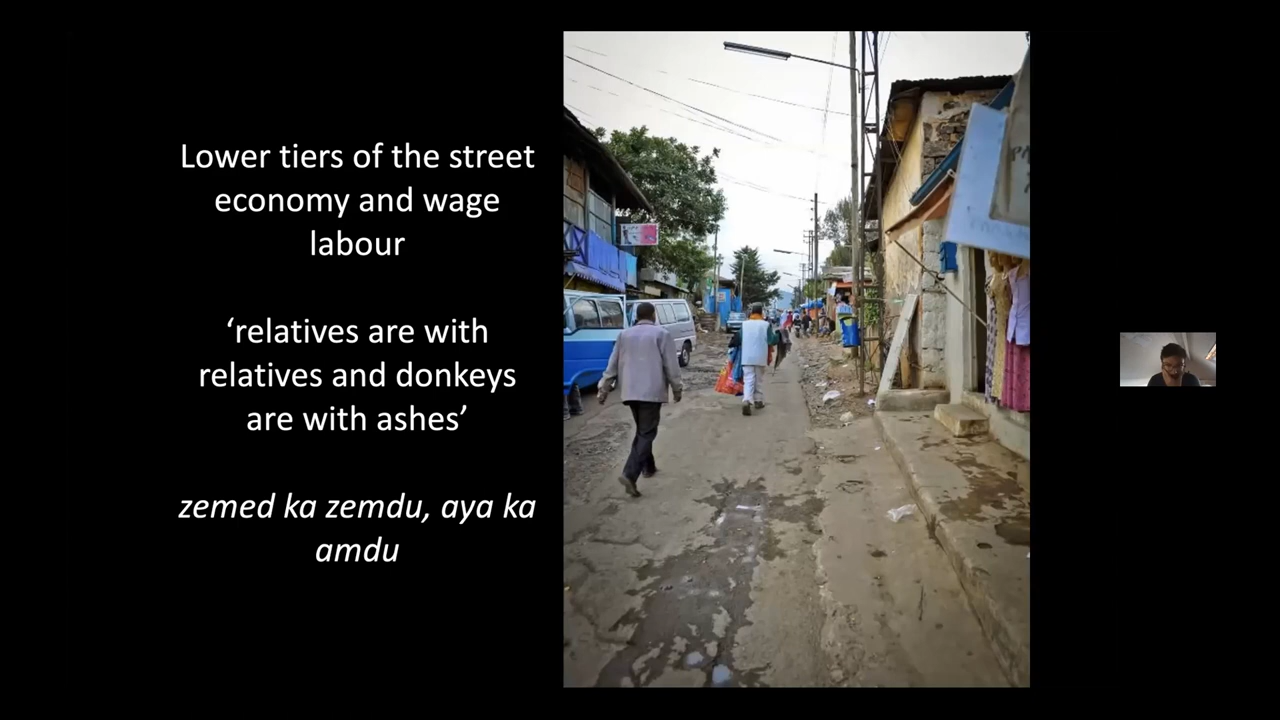 Lower tiers of the street
economy and wage
labour
‘relatives are with
relatives and donkeys
are with ashes’
zemed ka zemdu, aya ka
amdu